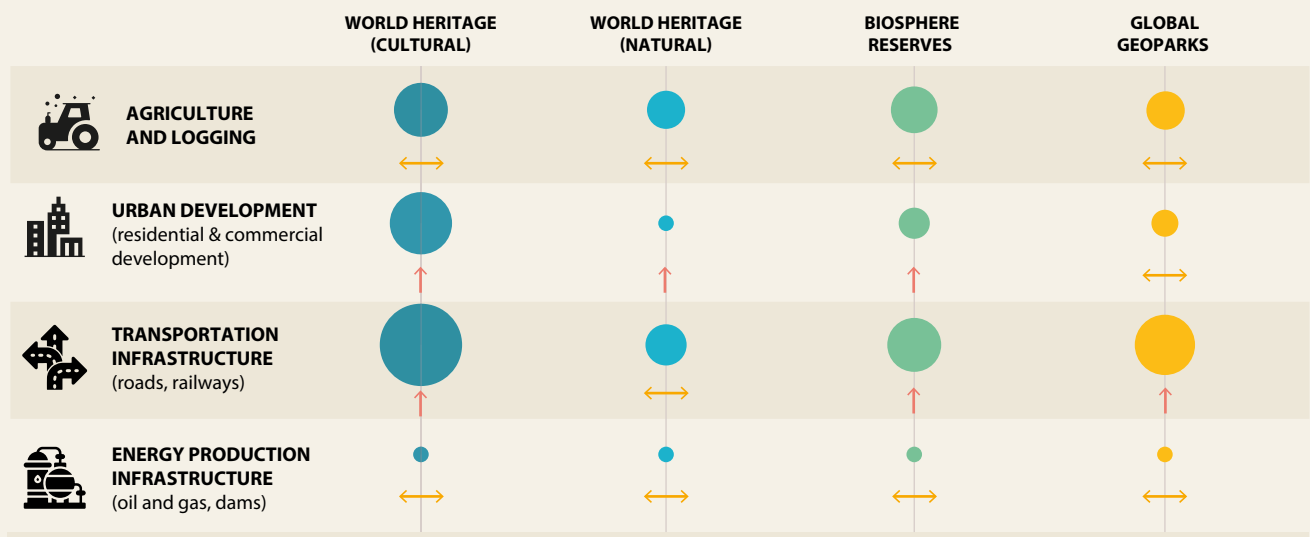 WORLD HERITAGE
(CULTURAL)
WORLD HERITAGE
(NATURAL)
BIOSPHERE
RESERVES
GLOBAL
GEOPARKS
AGRICULTURE
AND LOGGING
URBAN DEVELOPMENT
(residential & commercial
development)
TRANSPORTATION
INFRASTRUCTURE
(roads, railways)
ENERGY PRODUCTION
INFRASTRUCTURE
(oil and gas, dams)